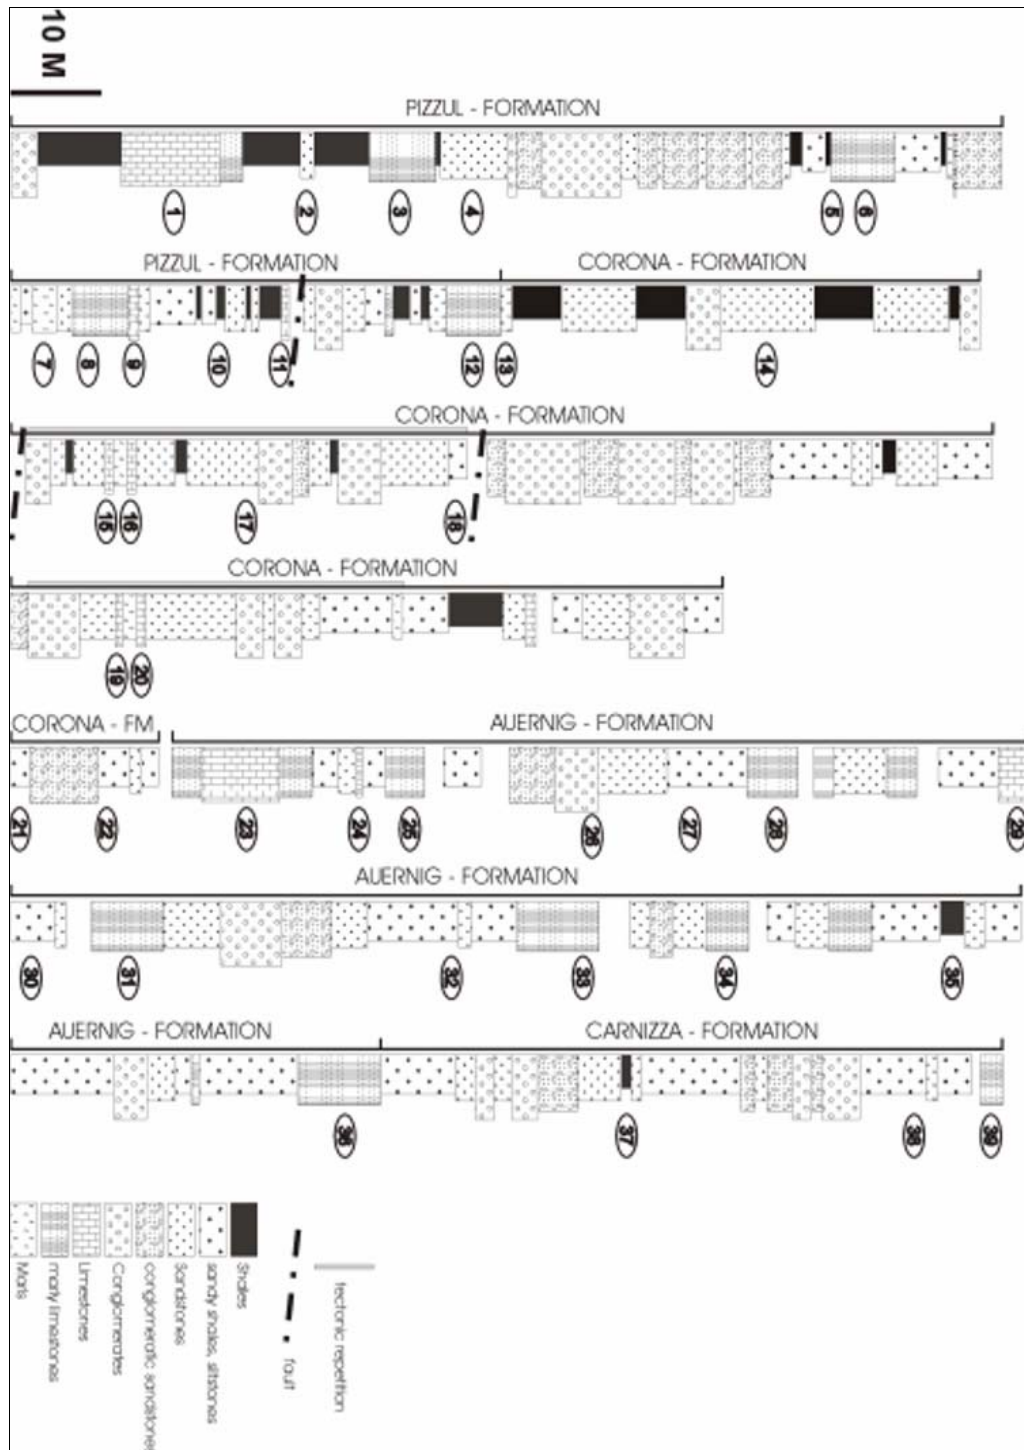 10 M
PIZZUL - FORMATION
1 2 3 4 5 6
PIZZUL - FORMATION CORONA - FORMATION
7 8 9 10 11 12 13 14
CORONA - FORMATION
15 16 17 18
CORONA - FORMATION
19 20
CORONA - FM AUERNIG - FORMATION
21 22 23 24 25 26 27 28 29
AUERNIG - FORMATION
30 31 32 33 34 35
AUERNIG - FORMATION CARNIZZA - FORMATION
36 37 38 39
tectonic repetition
fault
Shales
sandy shales, siltstones
Sandstones
conglomeratic sandstones
Conglomerates
Limestones
marly limestones
Marls